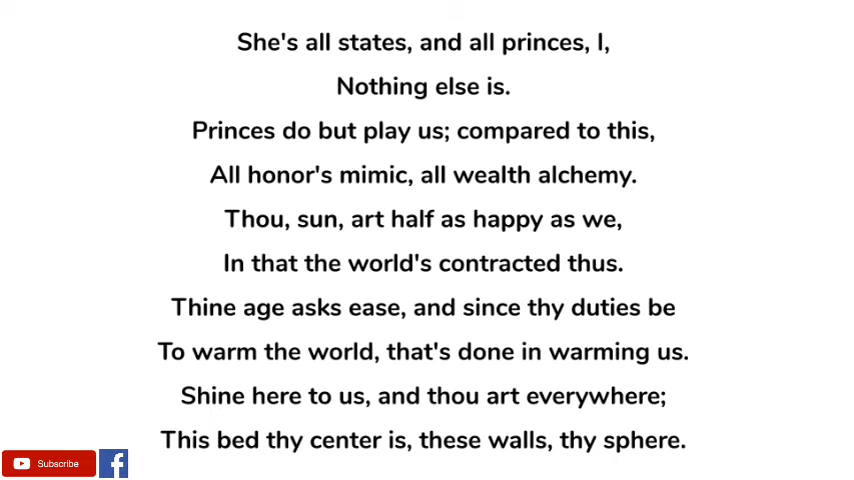 She's all states, and all princes, I,
Nothing else is.
Princes do but play us; compared to this,
All honor's mimic, all wealth alchemy.
Thou, sun, art half as happy as we,
In that the world's contracted thus.
Thine age asks ease, and since thy duties be
To warm the world, that's done in warming us.
Shine here to us, and thou art everywhere;
This bed thy center is, these walls, thy sphere.
Subscribe